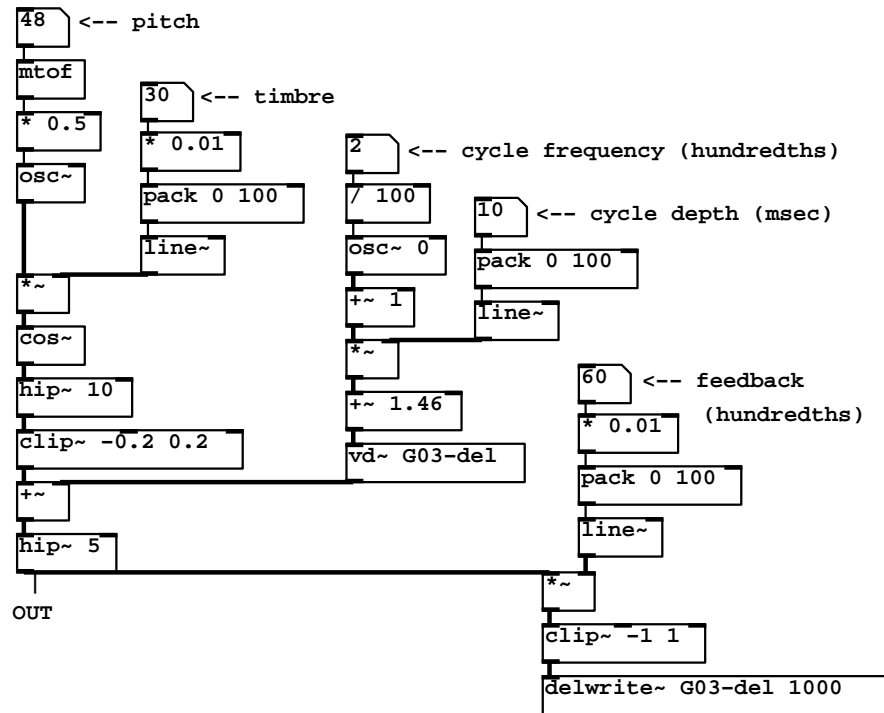 48 <-- pitch
mtof
30 <-- timbre
* 0.5
* 0.01
2 <-- cycle frequency (hundredths)
osc~
pack 0 100
/ 100
10 <-- cycle depth (msec)
line~
osc~ 0
pack 0 100
*~
+~ 1
line~
cos~
*~
60 <-- feedback
(hundredths)
hip~ 10
+~ 1.46
* 0.01
clip~ -0.2 0.2
vd~ G03-del
pack 0 100
+~
line~
hip~ 5
*~
OUT
clip~ -1 1
delwrite~ G03-del 1000